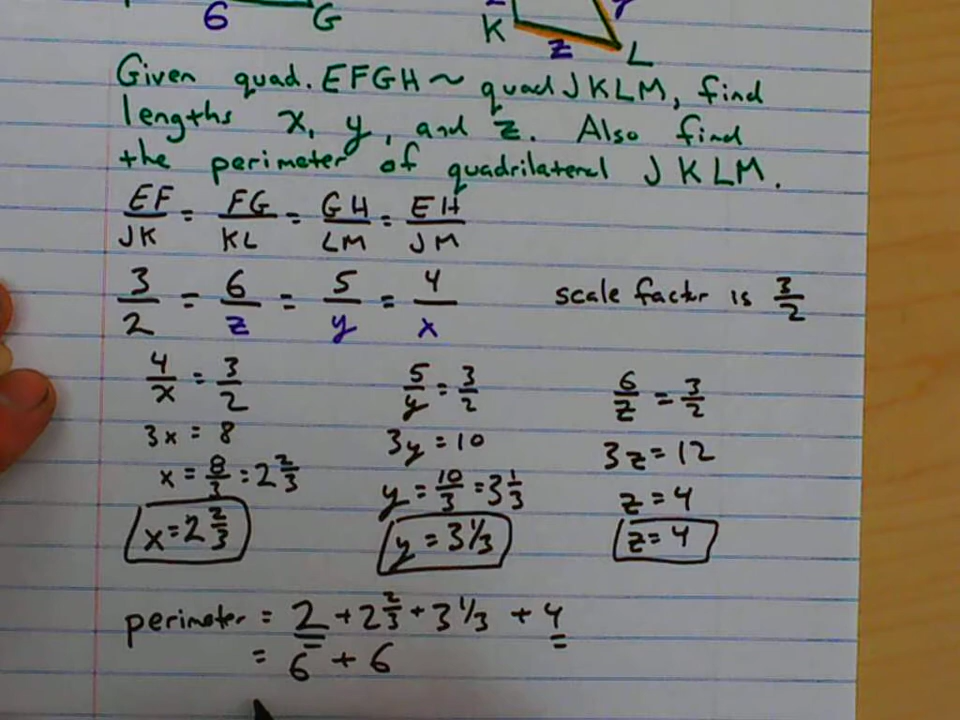 6 G K z L y
Given quad. EFGH ~ quad JKLM, find
lengths x, y, and z. Also find
the perimeter of quadrilateral JKLM.
EF/JK = FG/KL = GH/LM = EH/JM
3/2 = 6/z = 5/y = 4/x scale factor is 3/2
4/x = 3/2 5/y = 3/2 6/z = 3/2
3x = 8 3y = 10 3z = 12
x = 8/3 = 2 2/3 y = 10/3 = 3 1/3 z = 4
x = 2 2/3 y = 3 1/3 z = 4
perimeter = 2 + 2 2/3 + 3 1/3 + 4
= 6 + 6